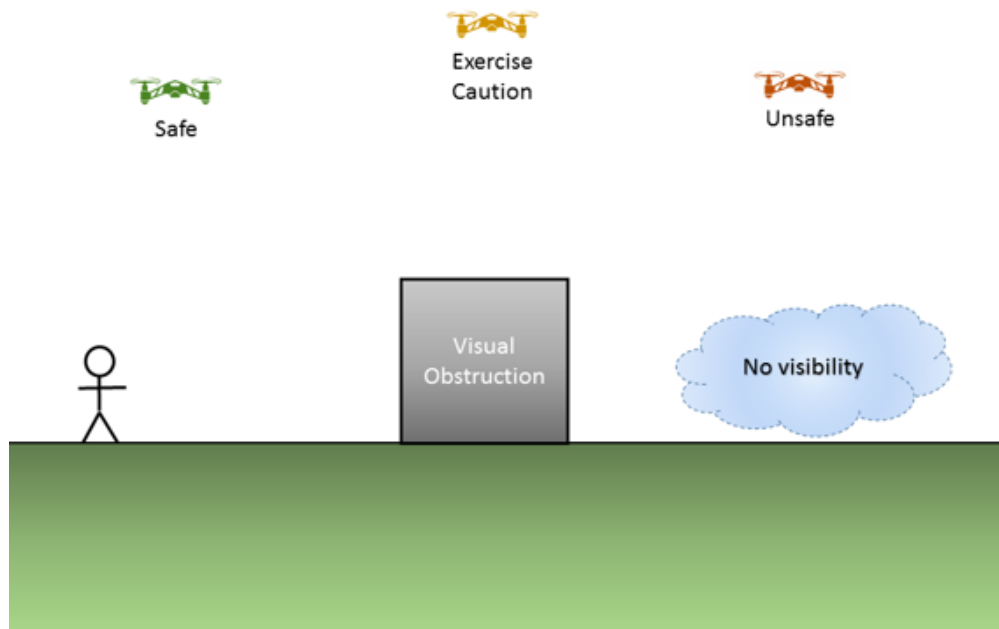 Exercise
Caution
Safe
Unsafe
Visual
Obstruction
No visibility